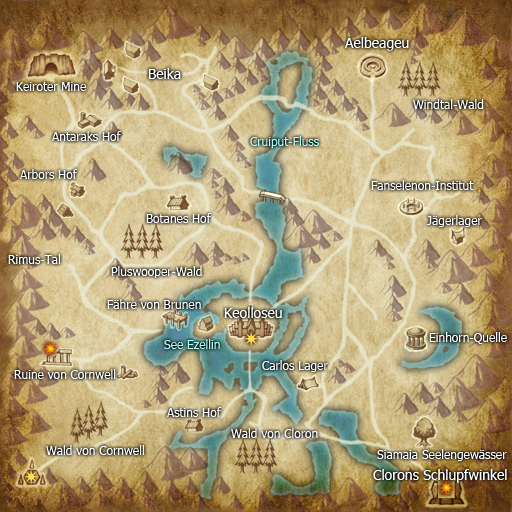 Aelbeageu
Beika
Keiroter Mine
Windtal-Wald
Antaraks Hof
Cruiput-Fluss
Arbors Hof
Fanselenon-Institut
Botanes Hof
Jägerlager
Rimus-Tal
Pluswooper-Wald
Fähre von Brunen
Keolloseu
Einhorn-Quelle
See Ezellin
Carlos Lager
Ruine von Cornwell
Astins Hof
Wald von Cloron
Wald von Cornwell
Siamaia Seelengewässer
Clorons Schlupfwinkel